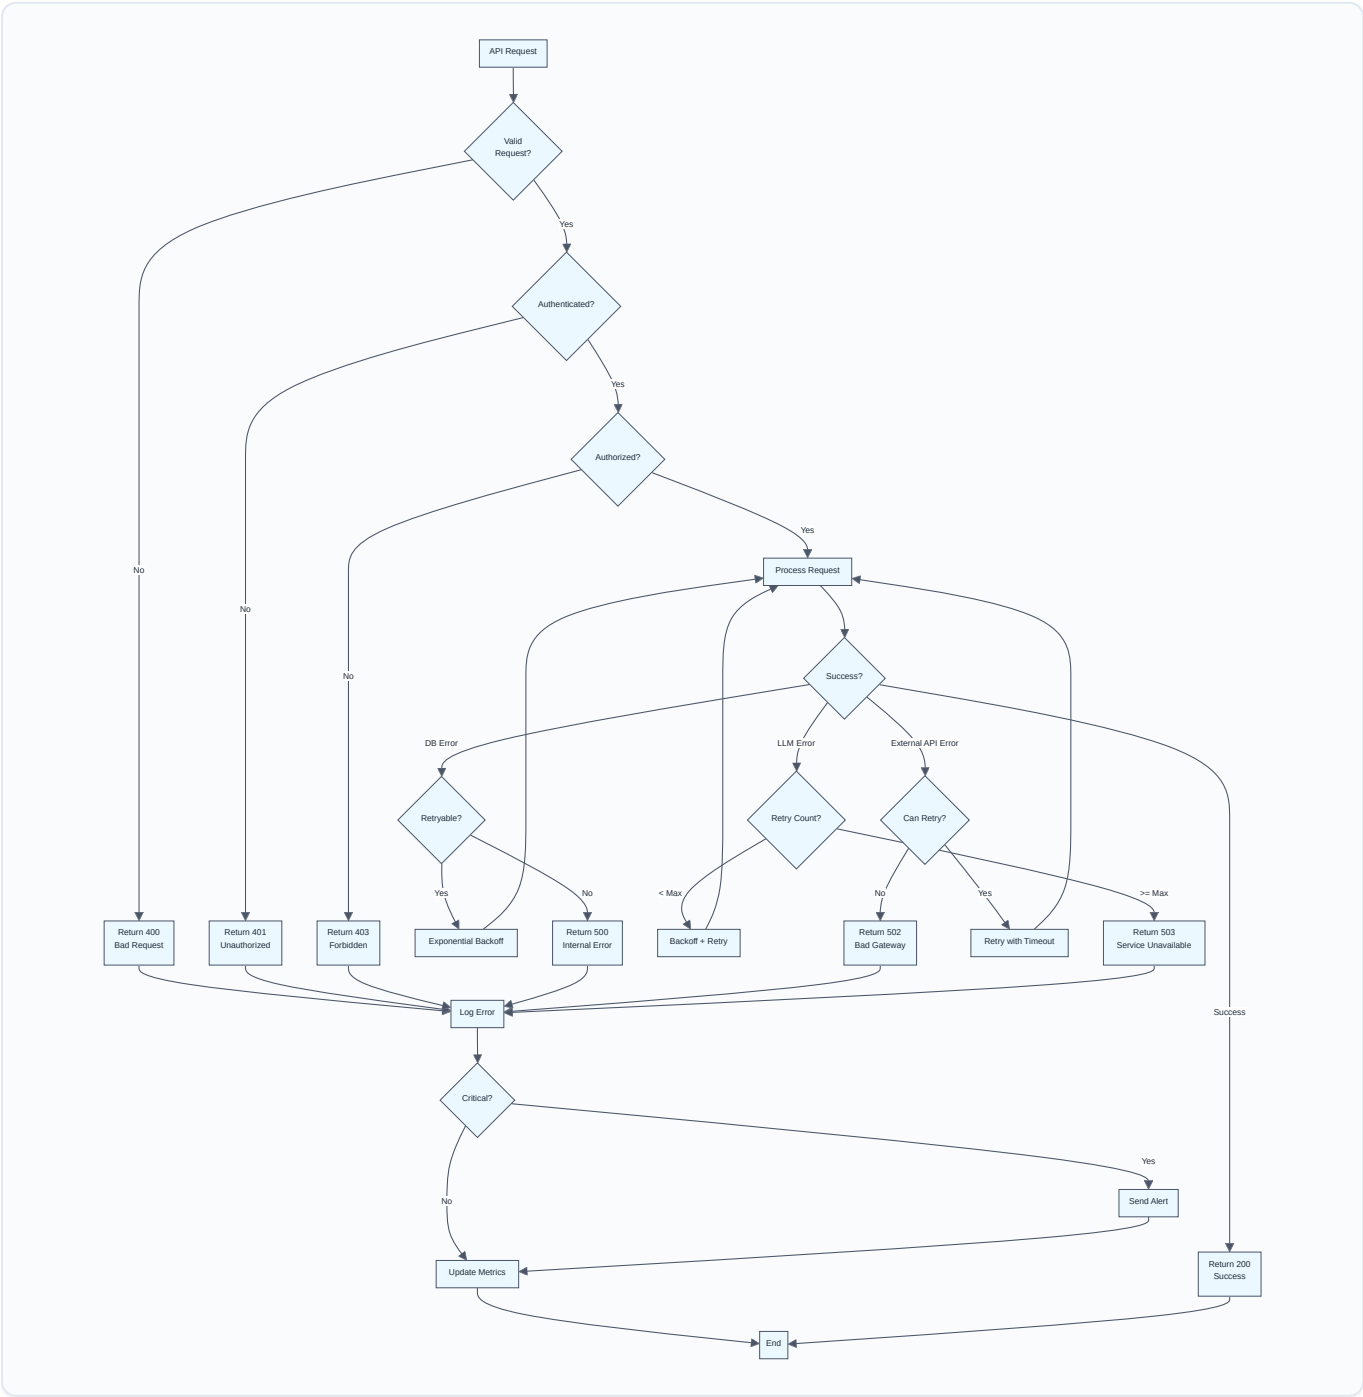 API Request
Valid
Request?
Yes
Authenticated?
Yes
Authorized?
Yes
No
Process Request
No
No
Success?
DB Error
LLM Error
External API Error
Retryable?
Retry Count?
Can Retry?
Yes
No
< Max
No
Yes
>= Max
Return 400
Bad Request
Return 401
Unauthorized
Return 403
Forbidden
Exponential Backoff
Return 500
Internal Error
Backoff + Retry
Return 502
Bad Gateway
Retry with Timeout
Return 503
Service Unavailable
Log Error
Success
Critical?
Yes
No
Send Alert
Update Metrics
Return 200
Success
End